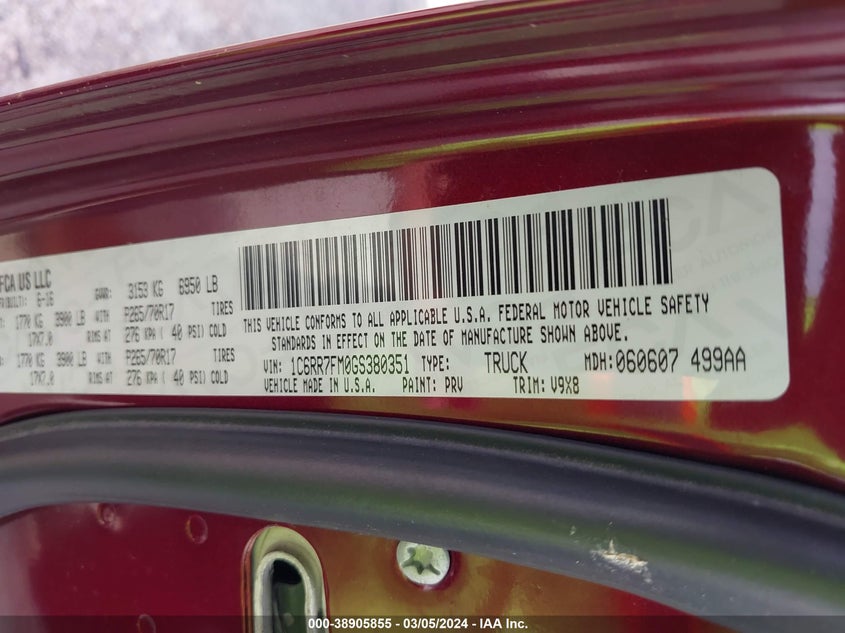 FCA US LLC
(BUILT): 6-16 GVWR: 3153 KG 6950 LB
1770 KG 3900 LB WITH P265/70R17 TIRES
17X7.0 RIMS AT 276 KPA ( 40 PSI) COLD
1770 KG 3900 LB WITH P265/70R17 TIRES
17X7.0 RIMS AT 276 KPA ( 40 PSI) COLD
THIS VEHICLE CONFORMS TO ALL APPLICABLE U.S.A. FEDERAL MOTOR VEHICLE SAFETY
STANDARDS IN EFFECT ON THE DATE OF MANUFACTURE SHOWN ABOVE.
VIN: 1C6RR7FM0GS380351 TYPE: TRUCK MDH:060607 499AA
VEHICLE MADE IN U.S.A. PAINT: PRV TRIM: V9X8
000-38905855 - 03/05/2024 - IAA Inc.